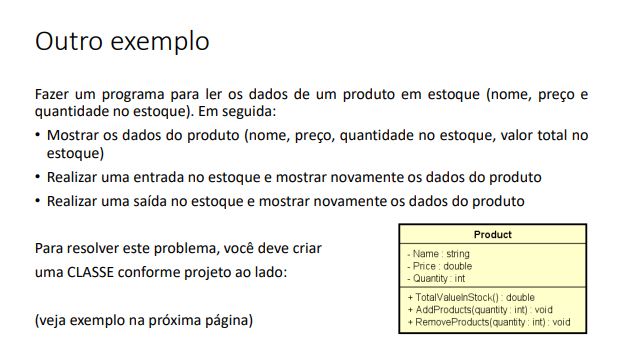 Outro exemplo
Fazer um programa para ler os dados de um produto em estoque (nome, preço e
quantidade no estoque). Em seguida:
• Mostrar os dados do produto (nome, preço, quantidade no estoque, valor total no
estoque)
• Realizar uma entrada no estoque e mostrar novamente os dados do produto
• Realizar uma saída no estoque e mostrar novamente os dados do produto
Para resolver este problema, você deve criar
uma CLASSE conforme projeto ao lado:
(veja exemplo na próxima página)
Product
- Name : string
- Price : double
- Quantity : int
+ TotalValueInStock() : double
+ AddProducts(quantity : int) : void
+ RemoveProducts(quantity : int) : void